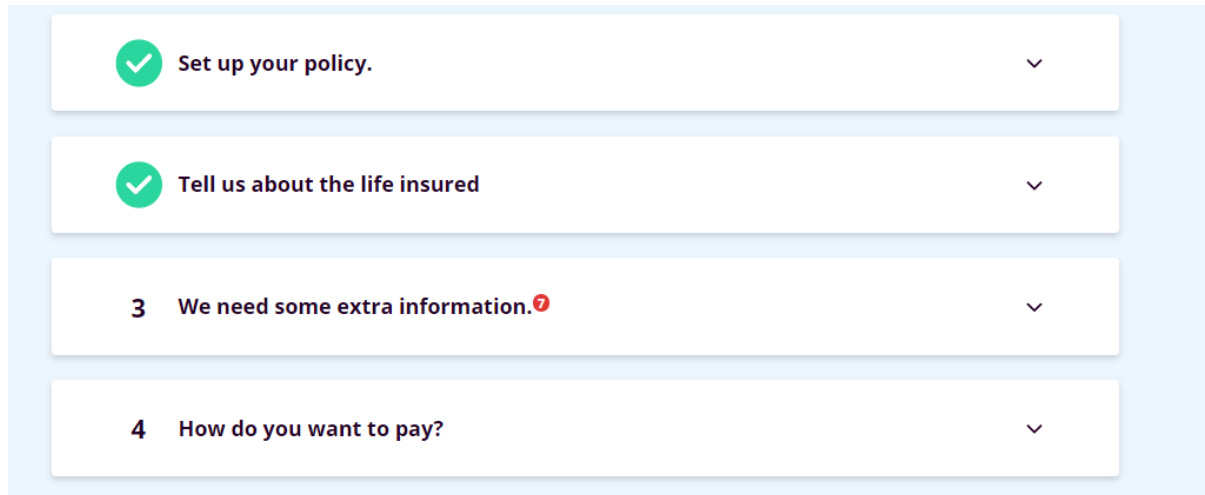 Set up your policy.
Tell us about the life insured
3 We need some extra information. 7
4 How do you want to pay?